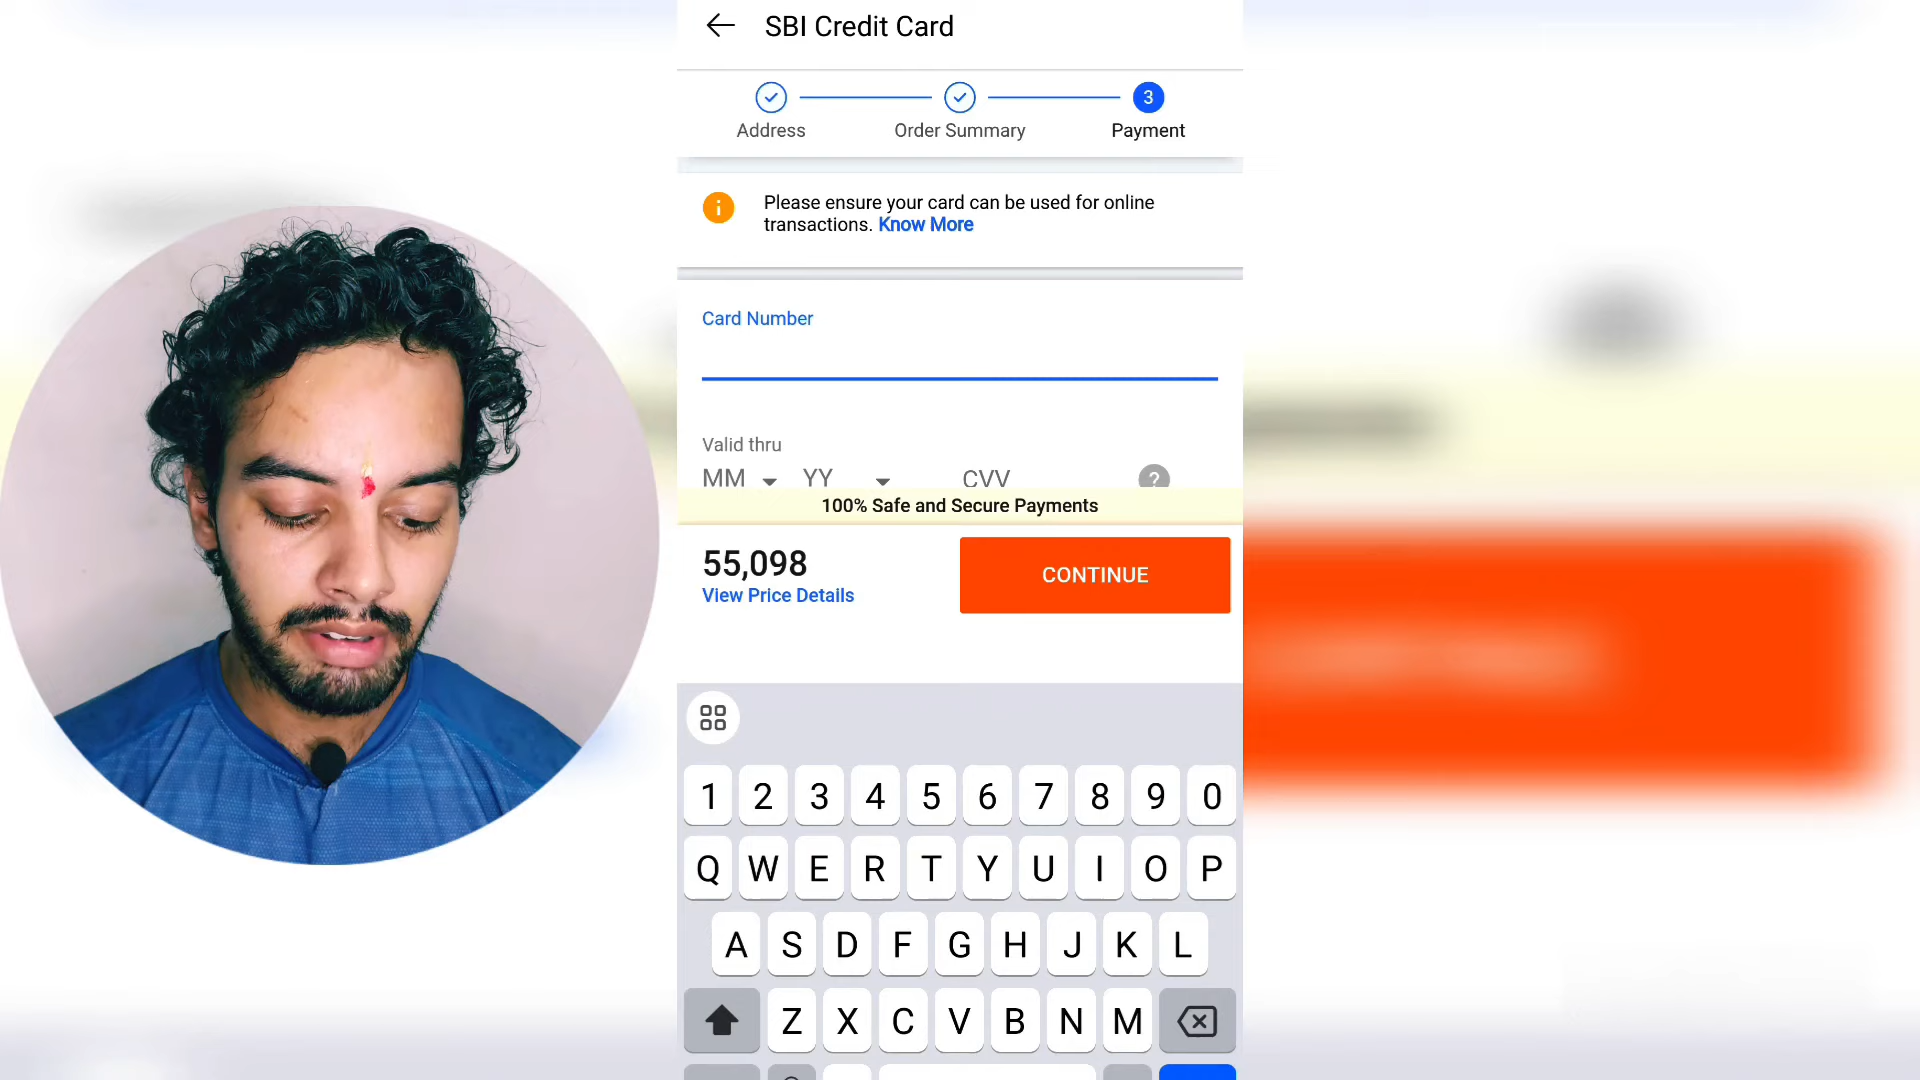 SBI Credit Card
3
Address
Order Summary
Payment
i
Please ensure your card can be used for online
transactions. Know More
Card Number
Valid thru
MM
YY
CVV
?
100% Safe and Secure Payments
55,098
View Price Details
CONTINUE
1 2 3 4 5 6 7 8 9 0
Q W E R T Y U I O P
A S D F G H J K L
Z X C V B N M